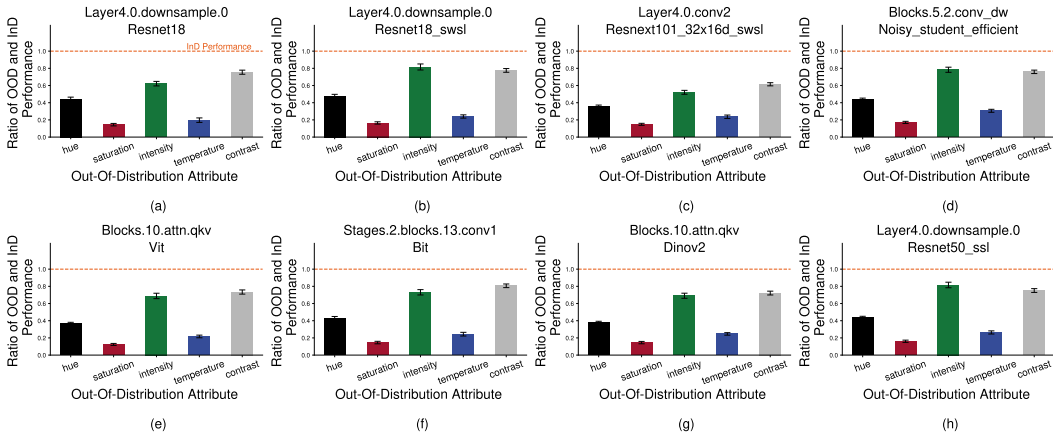 Layer4.0.downsample.0
Resnet18
InD Performance
Ratio of OOD and InD
Performance
1.0
0.8
0.6
0.4
0.2
0.0
hue
saturation
intensity
temperature
contrast
Out-Of-Distribution Attribute
(a)
Layer4.0.downsample.0
Resnet18_swsl
Ratio of OOD and InD
Performance
1.0
0.8
0.6
0.4
0.2
0.0
hue
saturation
intensity
temperature
contrast
Out-Of-Distribution Attribute
(b)
Layer4.0.conv2
Resnext101_32x16d_swsl
Ratio of OOD and InD
Performance
1.0
0.8
0.6
0.4
0.2
0.0
hue
saturation
intensity
temperature
contrast
Out-Of-Distribution Attribute
(c)
Blocks.5.2.conv_dw
Noisy_student_efficient
Ratio of OOD and InD
Performance
1.0
0.8
0.6
0.4
0.2
0.0
hue
saturation
intensity
temperature
contrast
Out-Of-Distribution Attribute
(d)
Blocks.10.attn.qkv
Vit
Ratio of OOD and InD
Performance
1.0
0.8
0.6
0.4
0.2
0.0
hue
saturation
intensity
temperature
contrast
Out-Of-Distribution Attribute
(e)
Stages.2.blocks.13.conv1
Bit
Ratio of OOD and InD
Performance
1.0
0.8
0.6
0.4
0.2
0.0
hue
saturation
intensity
temperature
contrast
Out-Of-Distribution Attribute
(f)
Blocks.10.attn.qkv
Dinov2
Ratio of OOD and InD
Performance
1.0
0.8
0.6
0.4
0.2
0.0
hue
saturation
intensity
temperature
contrast
Out-Of-Distribution Attribute
(g)
Layer4.0.downsample.0
Resnet50_ssl
Ratio of OOD and InD
Performance
1.0
0.8
0.6
0.4
0.2
0.0
hue
saturation
intensity
temperature
contrast
Out-Of-Distribution Attribute
(h)